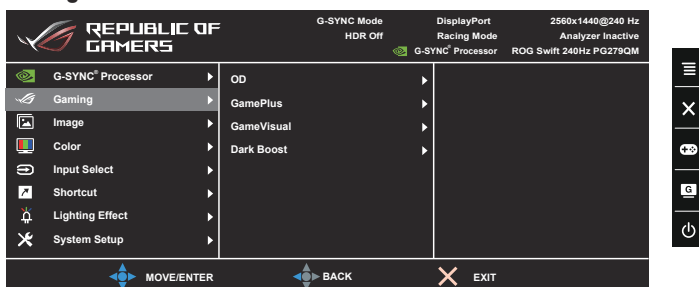 REPUBLIC OF
GAMERS
G-SYNC Mode
HDR Off
DisplayPort
Racing Mode
G-SYNC® Processor
2560x1440@240 Hz
Analyzer Inactive
ROG Swift 240Hz PG279QM
G-SYNC® Processor
Gaming
Image
Color
Input Select
Shortcut
Lighting Effect
System Setup
OD
GamePlus
GameVisual
Dark Boost
MOVE/ENTER
BACK
EXIT
G